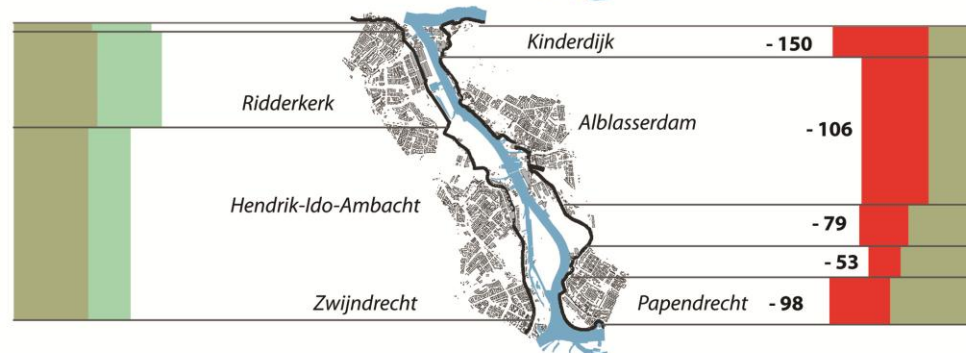 Kinderdijk - 150
Ridderkerk
Alblasserdam
- 106
Hendrik-Ido-Ambacht
- 79
- 53
Zwijndrecht
Papendrecht - 98